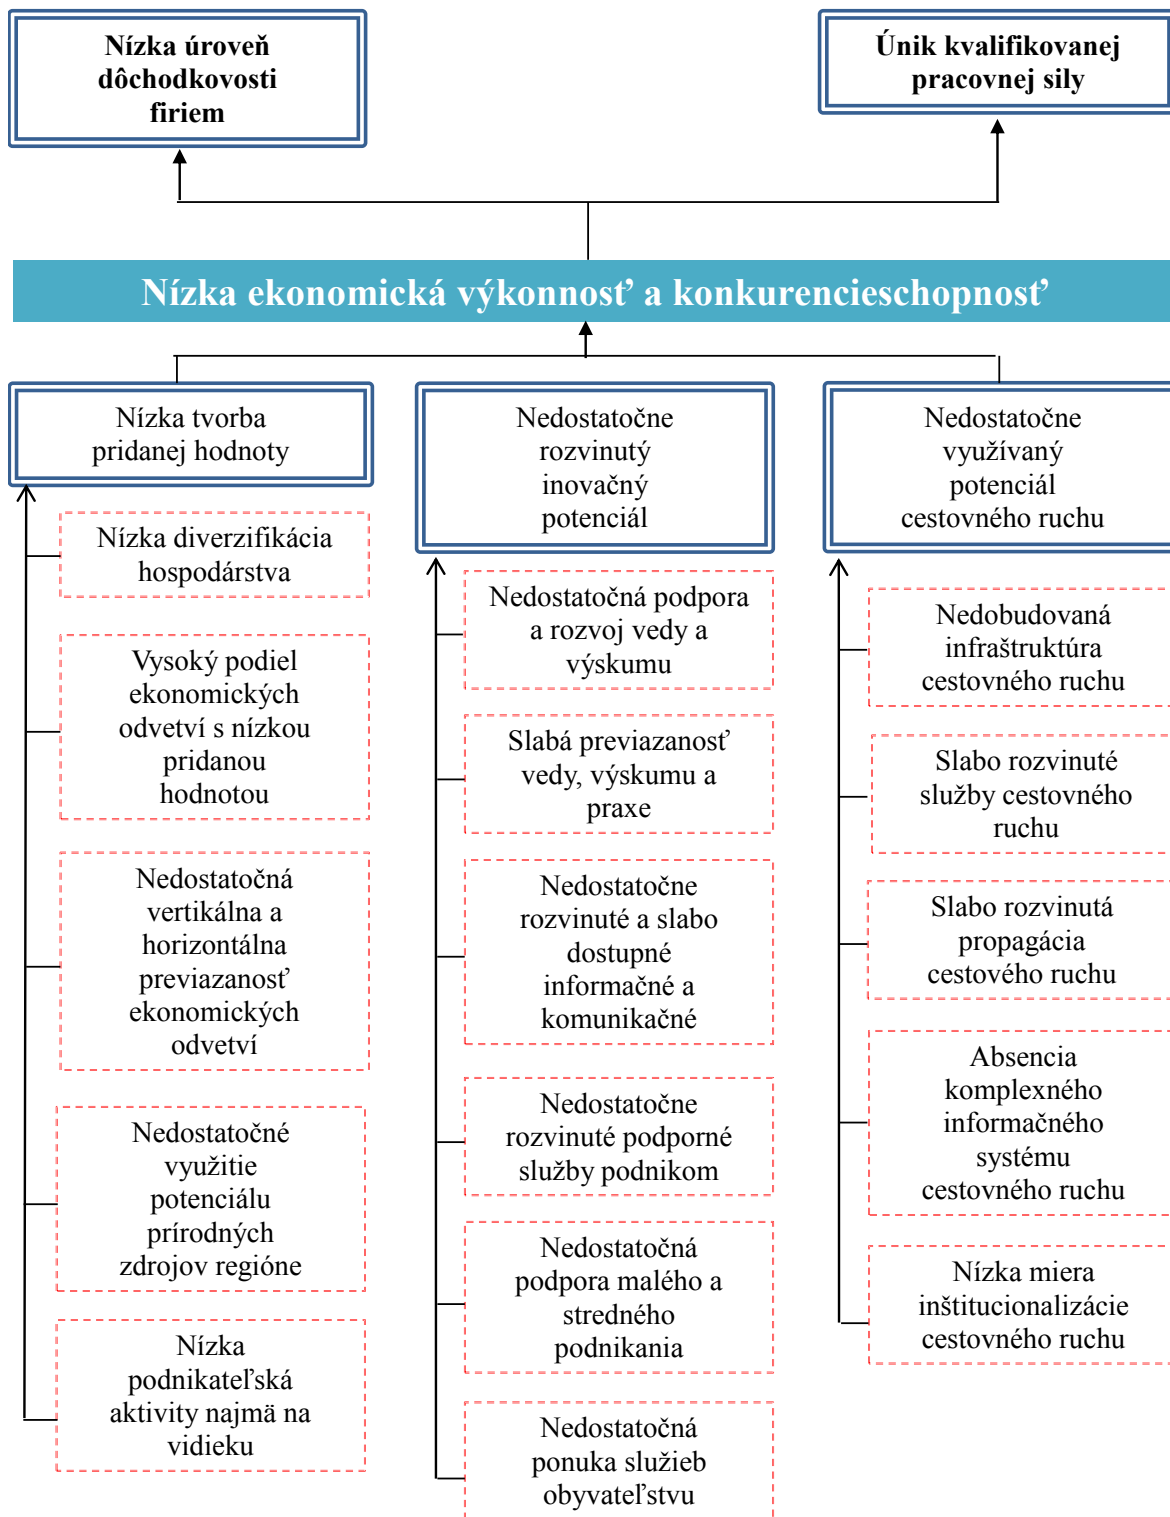 Nízka úroveň
dôchodkovosti
firiem
Únik kvalifikovanej
pracovnej sily
Nízka ekonomická výkonnosť a konkurencieschopnosť
Nízka tvorba
pridanej hodnoty
Nízka diverzifikácia
hospodárstva
Vysoký podiel
ekonomických
odvetví s nízkou
pridanou
hodnotou
Nedostatočná
vertikálna a
horizontálna
previazanosť
ekonomických
odvetví
Nedostatočné
využitie
potenciálu
prírodných
zdrojov regióne
Nízka
podnikateľská
aktivity najmä na
vidieku
Nedostatočne
rozvinutý
inovačný
potenciál
Nedostatočná podpora
a rozvoj vedy a
výskumu
Slabá previazanosť
vedy, výskumu a
praxe
Nedostatočne
rozvinuté a slabo
dostupné
informačné a
komunikačné
Nedostatočne
rozvinuté podporné
služby podnikom
Nedostatočná
podpora malého a
stredného
podnikania
Nedostatočná
ponuka služieb
obyvateľstvu
Nedostatočne
využívaný
potenciál
cestovného ruchu
Nedobudovaná
infraštruktúra
cestovného ruchu
Slabo rozvinuté
služby cestovného
ruchu
Slabo rozvinutá
propagácia
cestového ruchu
Absencia
komplexného
informačného
systému
cestovného ruchu
Nízka miera
inštitucionalizácie
cestovného ruchu